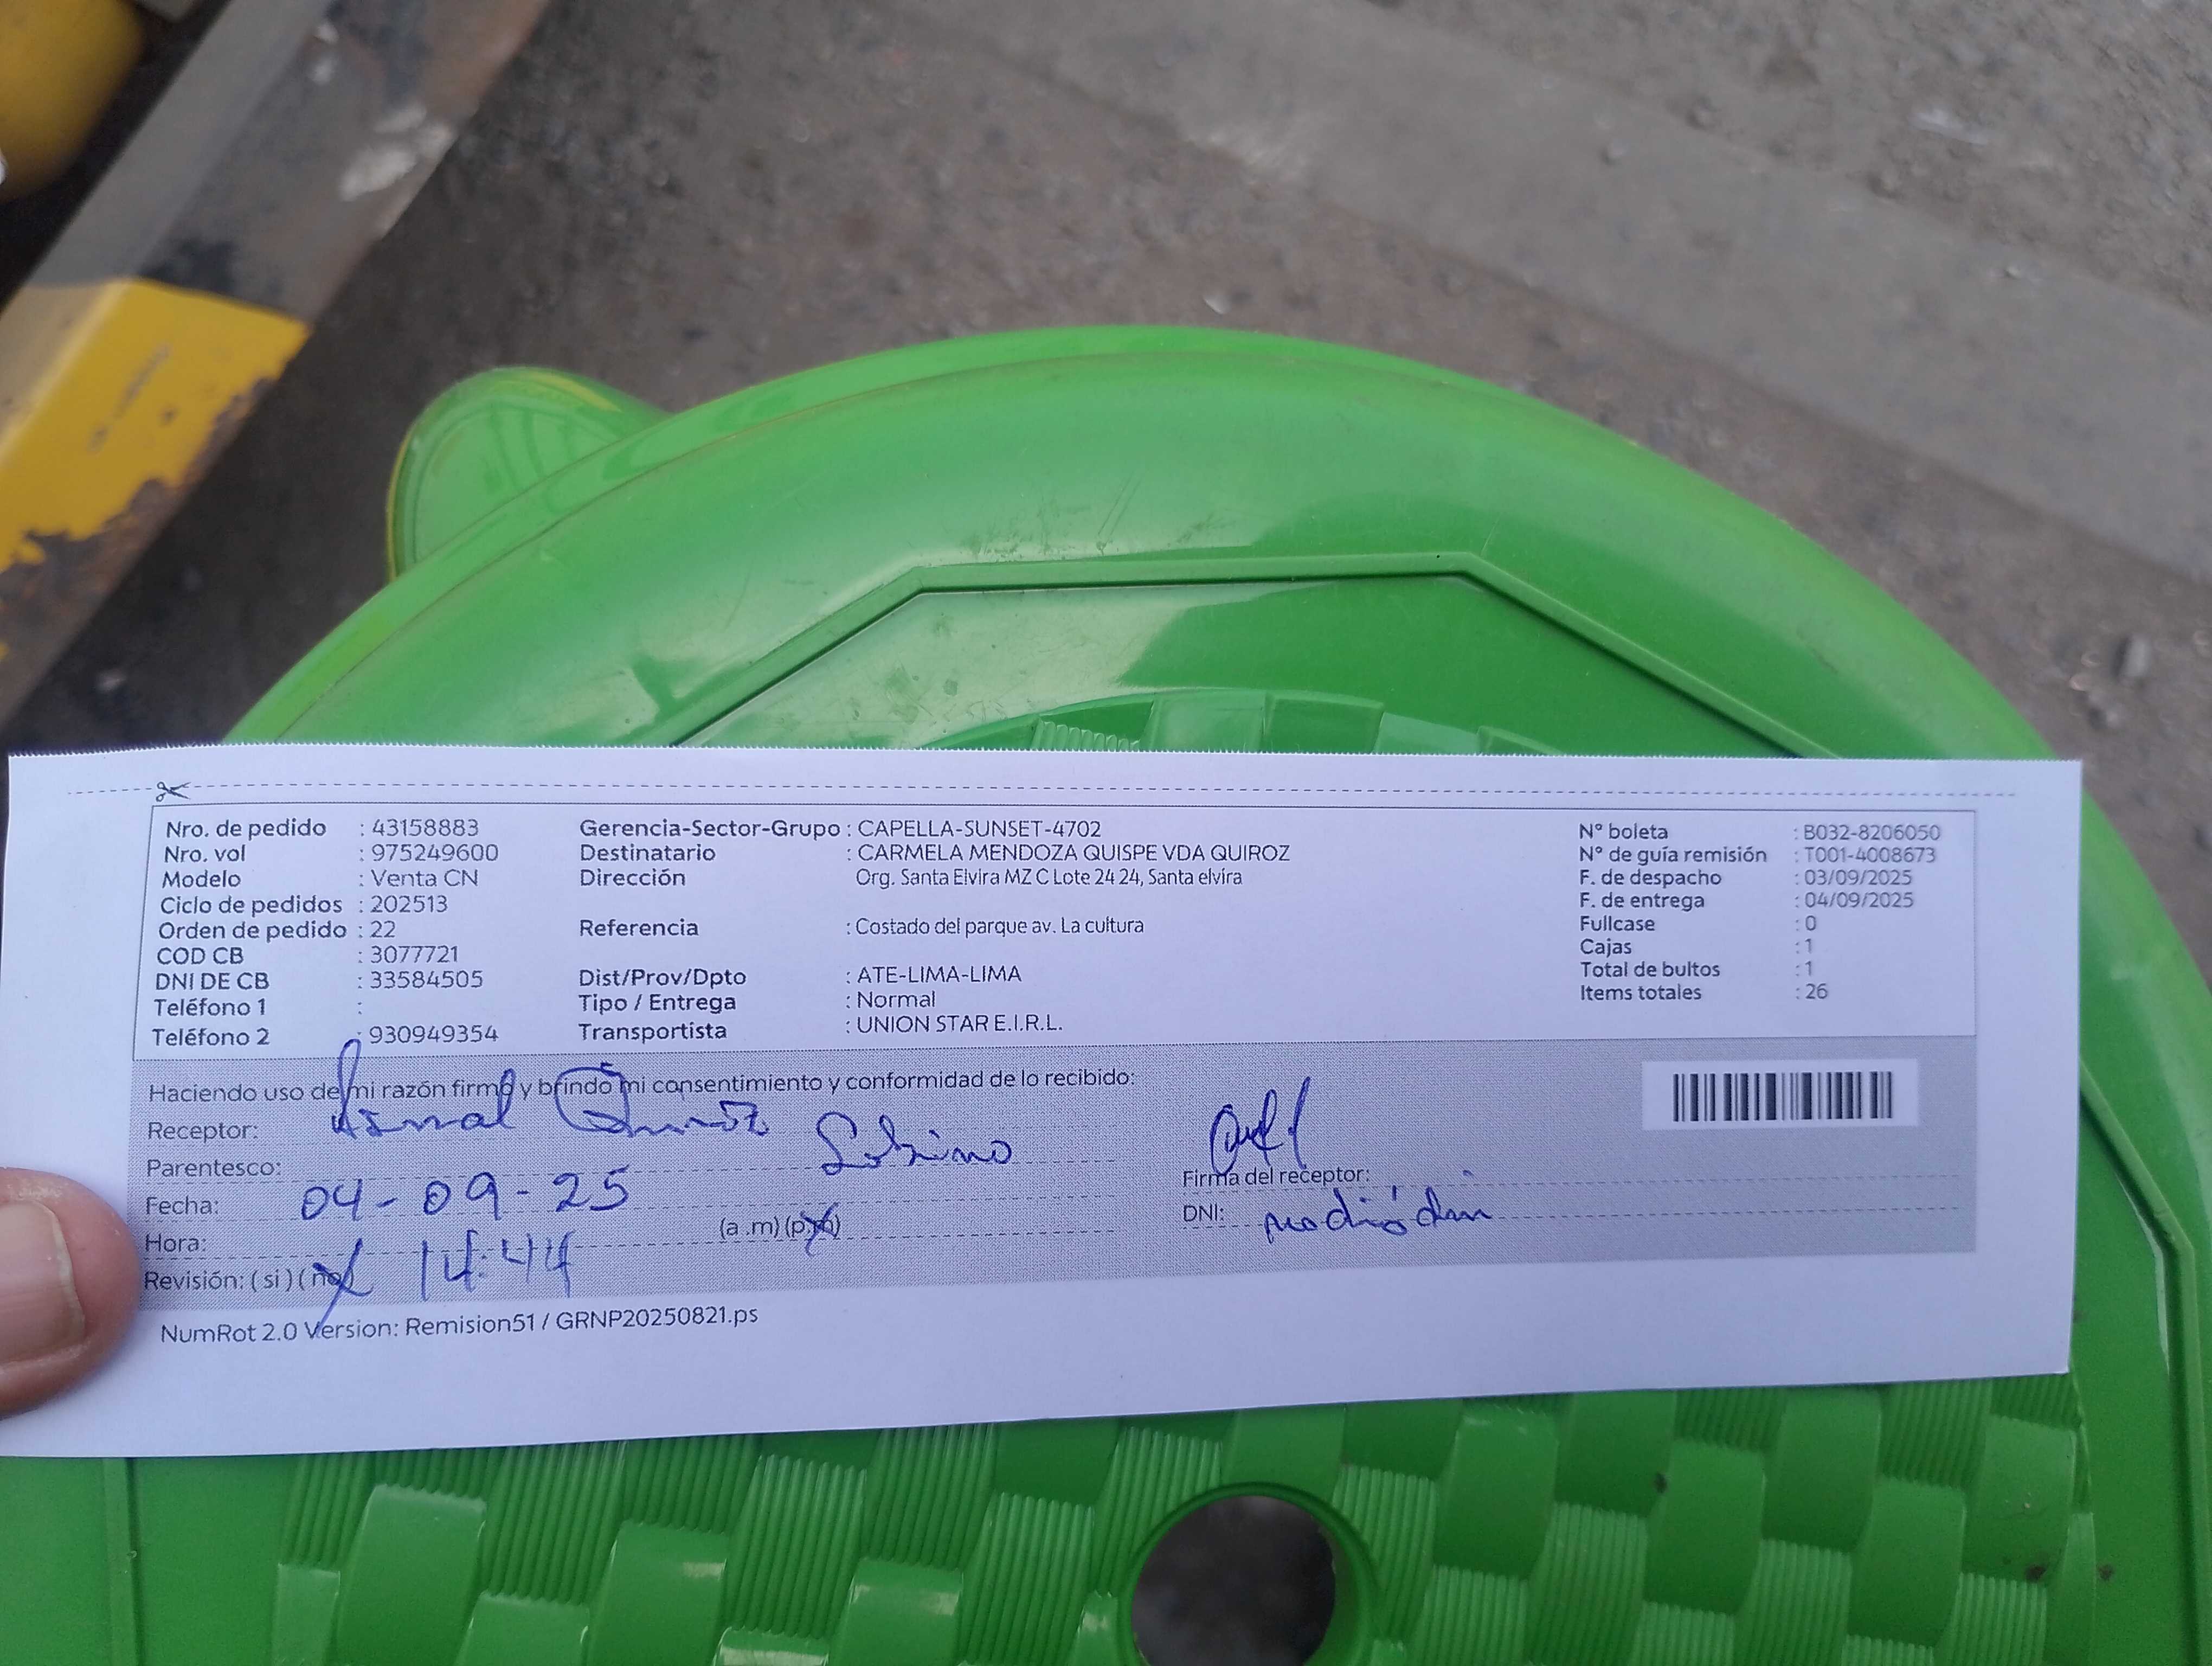 Nro. de pedido : 43158883
Nro. vol : 975249600
Modelo : Venta CN
Ciclo de pedidos : 202513
Orden de pedido : 22
COD CB : 3077721
DNI DE CB : 33584505
Teléfono 1 :
Teléfono 2 : 930949354
Gerencia-Sector-Grupo : CAPELLA-SUNSET-4702
Destinatario : CARMELA MENDOZA QUISPE VDA QUIROZ
Dirección Org. Santa Elvira MZ C Lote 24 24, Santa elvira
Referencia : Costado del parque av. La cultura
Dist/Prov/Dpto : ATE-LIMA-LIMA
Tipo / Entrega : Normal
Transportista : UNION STAR E.I.R.L.
N° boleta : B032-8206050
N° de guía remisión : T001-4008673
F. de despacho : 03/09/2025
F. de entrega : 04/09/2025
Fullcase : 0
Cajas : 1
Total de bultos : 1
Items totales : 26
Haciendo uso de mi razón firmo y brindo mi consentimiento y conformidad de lo recibido:
Receptor: Quiroz
Parentesco: Sobrino
Fecha: 04-09-25
Hora: 14:44 (a.m) (p.m)
Revisión: ( si ) ( no )
Firma del receptor:
DNI:
NumRot 2.0 Version: Remision51 / GRNP20250821.ps